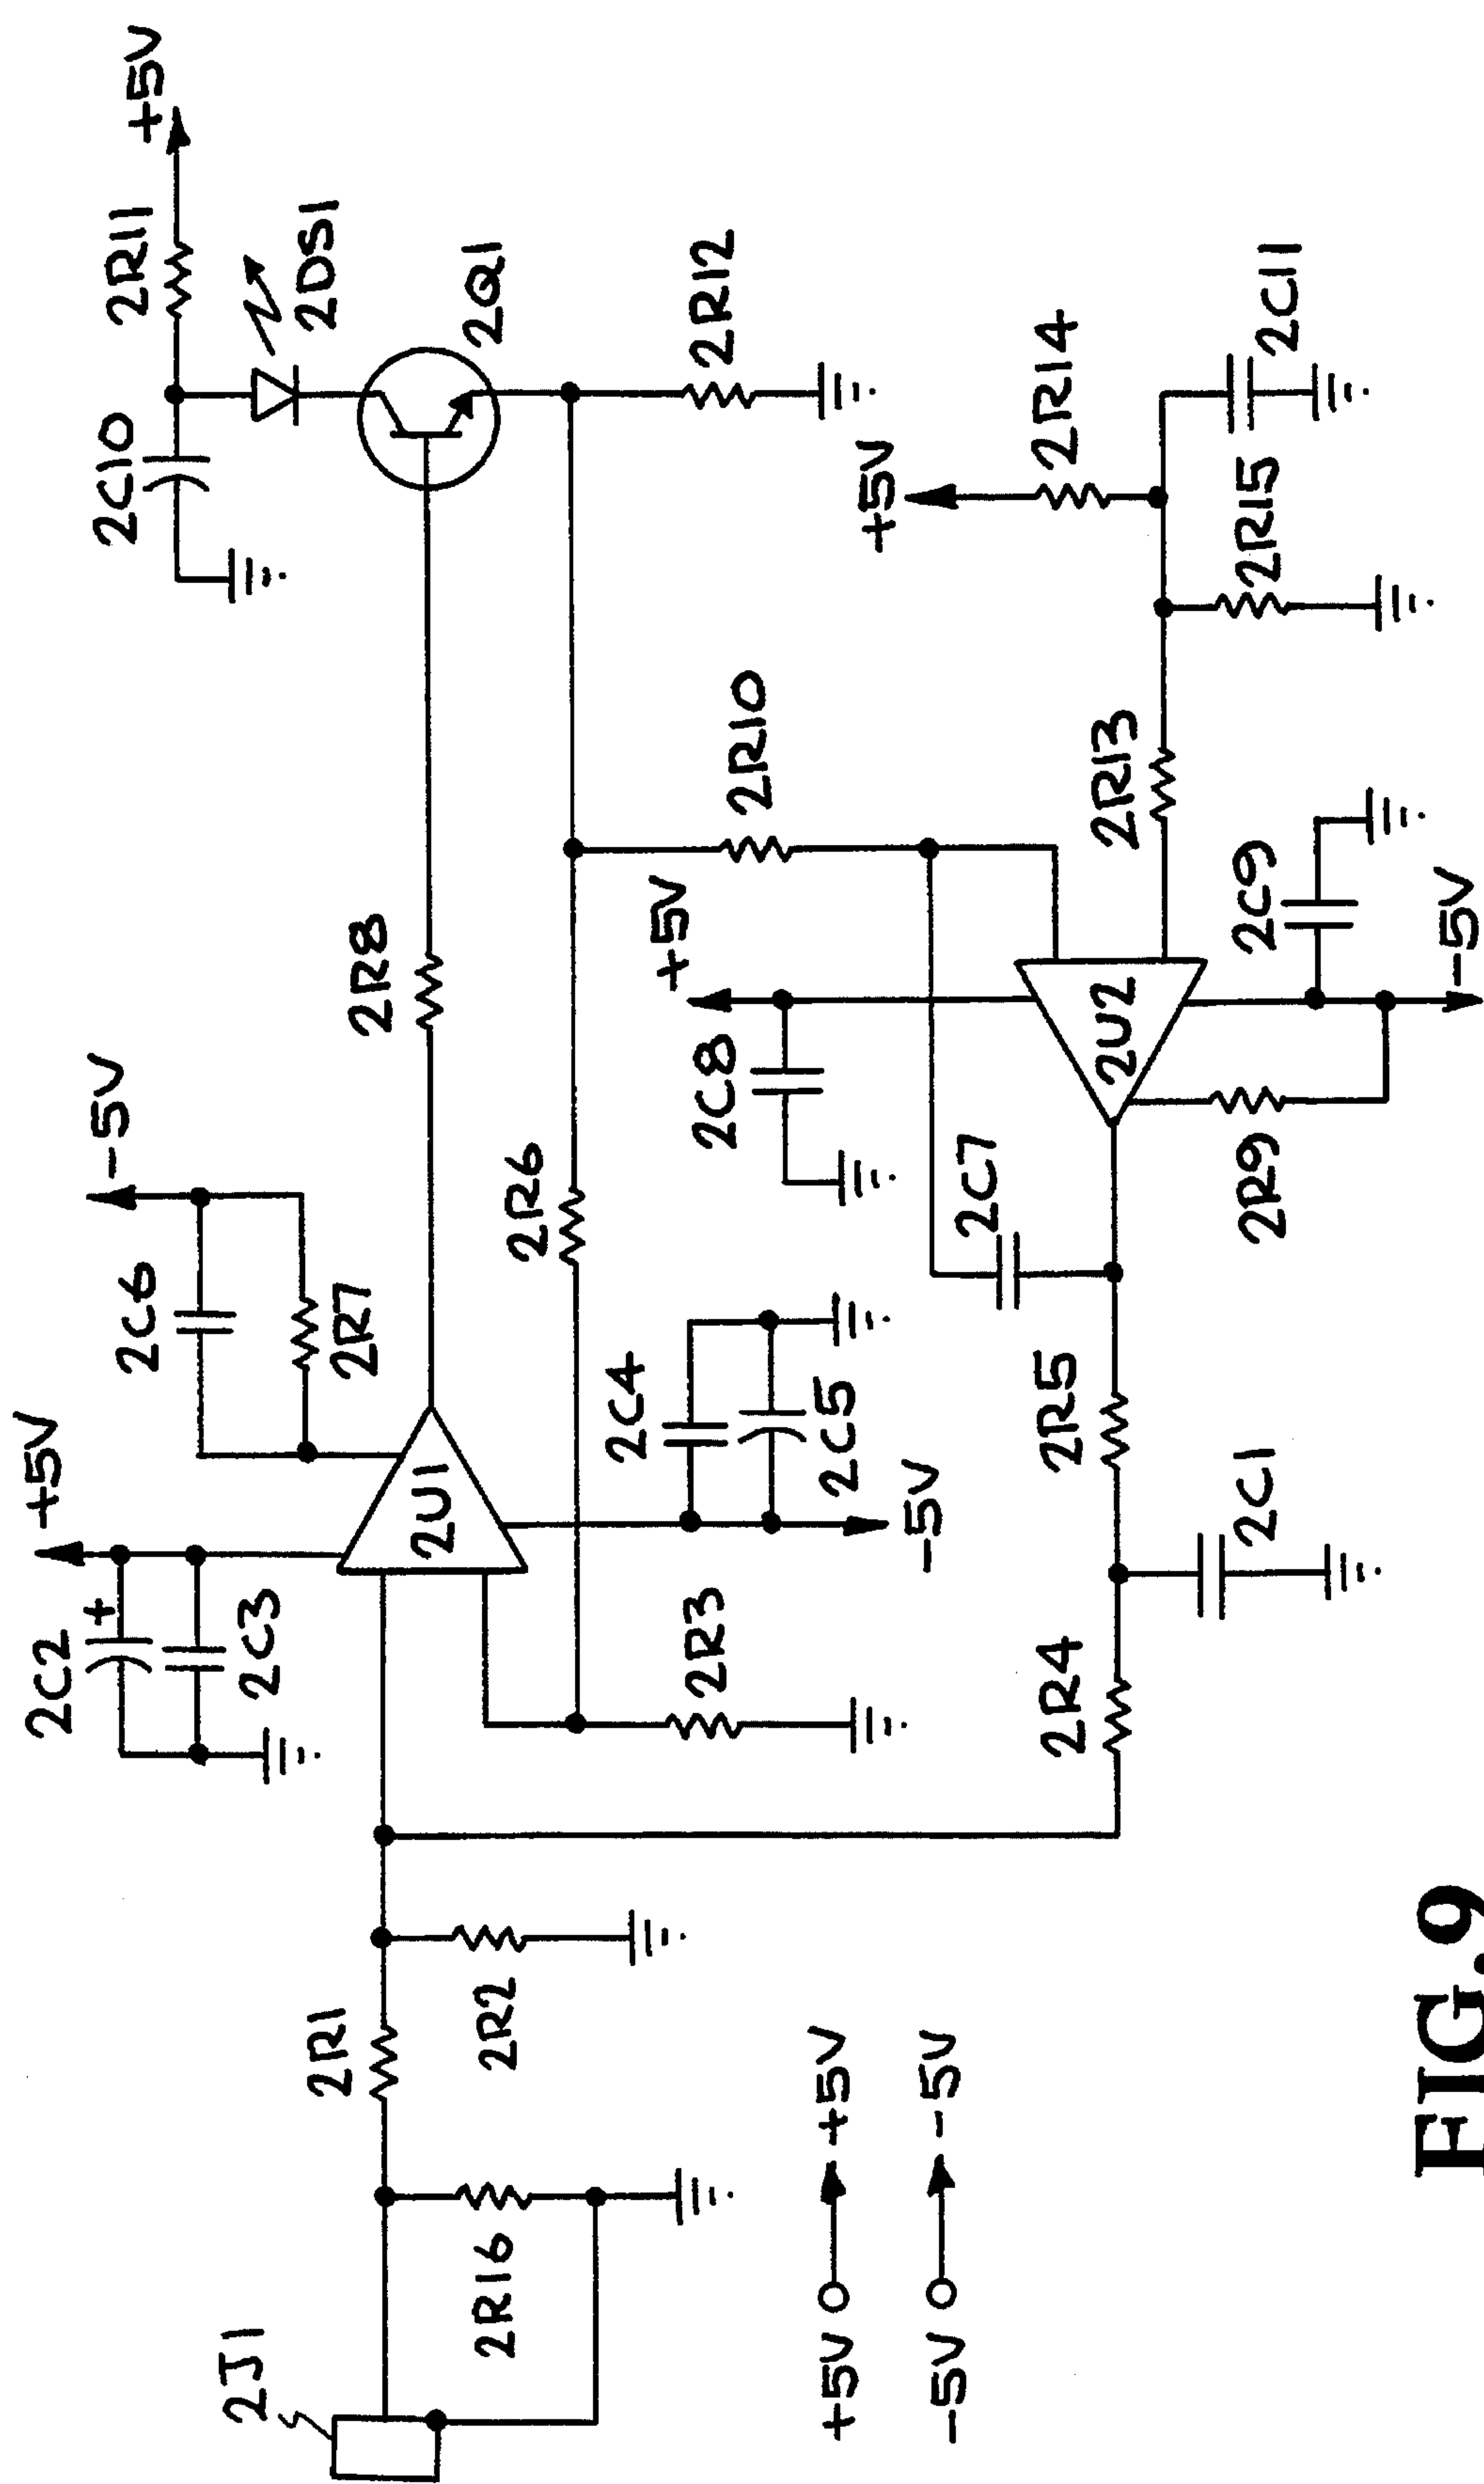 +5V
2C2
-5V
2C10
2R11
+5V
2C6
2C3
2J1
2R1
2R7
2R8
2DS1
2U1
2Q1
2R16
2R2
2R6
2C4
+5V
2R3
2C8
2R10
2R12
+5V +5V
2C5
+5V
-5V
-5V -5V
2C7
2R4
2R5
2R14
2U2
2R13
2C1
2R9
2C9
2R15
2C11
-5V
FIG.9